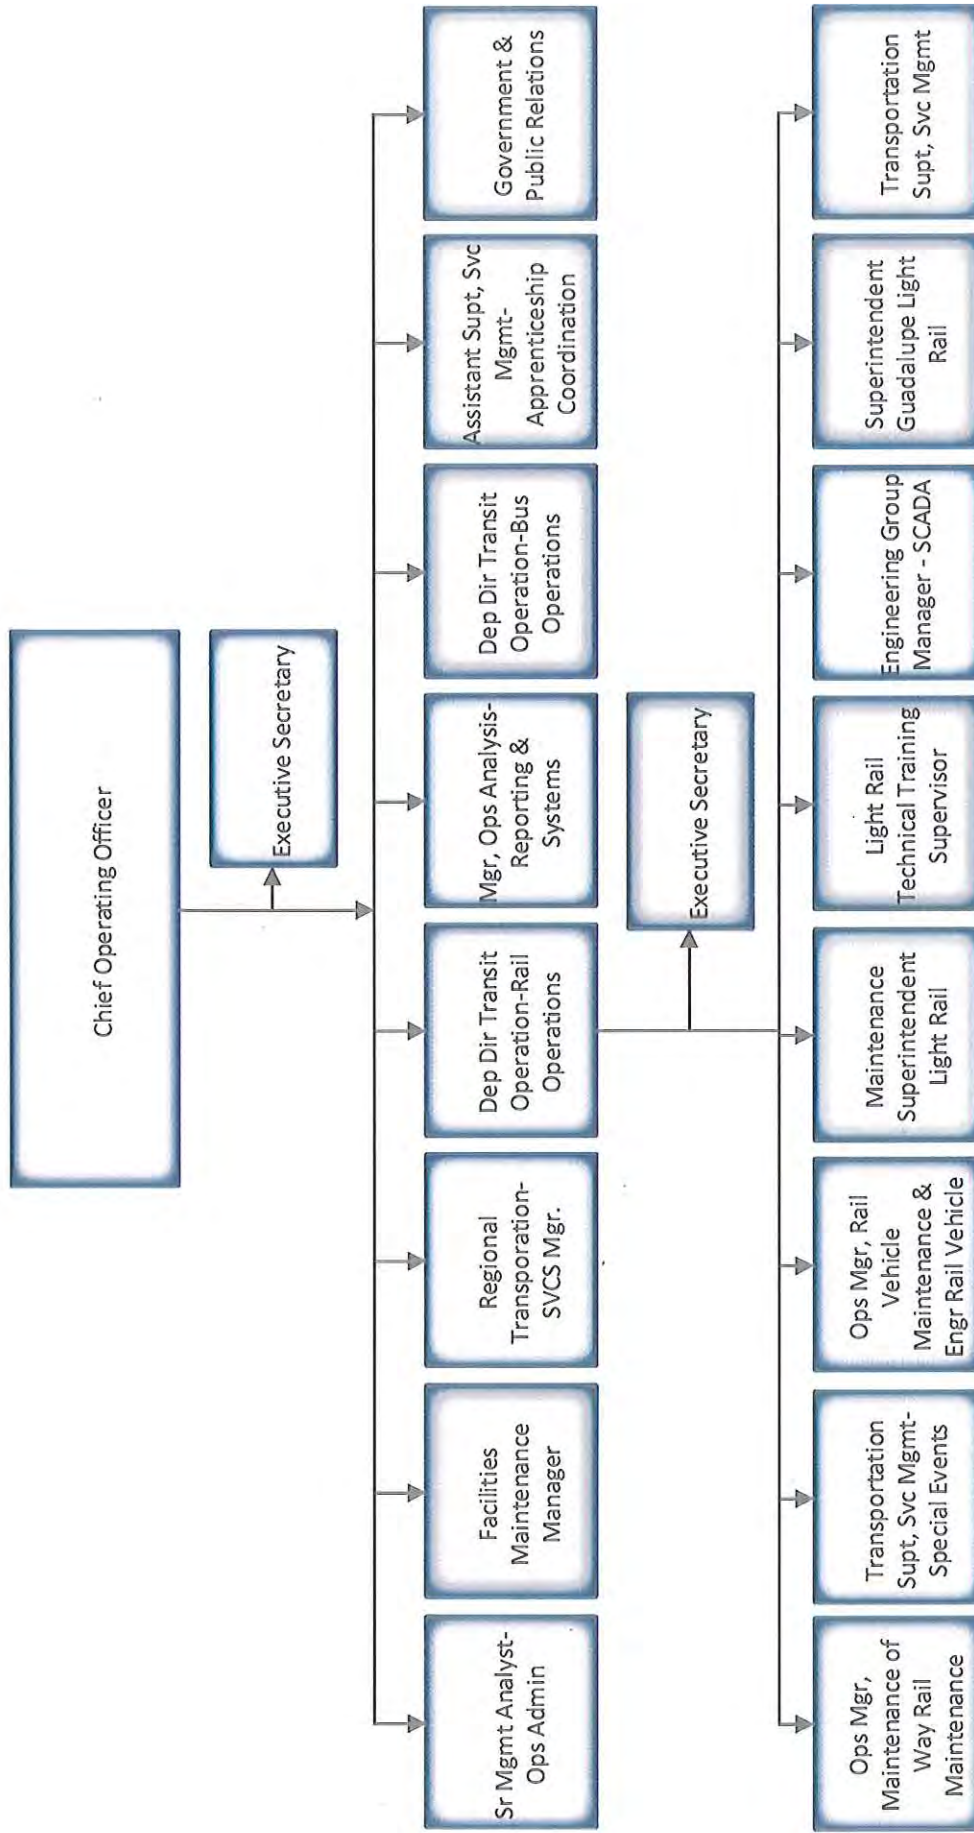 Chief Operating Officer
Executive Secretary
Sr Mgmt Analyst-
Ops Admin
Facilities
Maintenance
Manager
Regional
Transporation-
SVCS Mgr.
Dep Dir Transit
Operation-Rail
Operations
Mgr, Ops Analysis-
Reporting &
Systems
Dep Dir Transit
Operation-Bus
Operations
Assistant Supt, Svc
Mgmt-
Apprenticeship
Coordination
Government &
Public Relations
Executive Secretary
Ops Mgr,
Maintenance of
Way Rail
Maintenance
Transportation
Supt, Svc Mgmt-
Special Events
Ops Mgr, Rail
Vehicle
Maintenance &
Engr Rail Vehicle
Maintenance
Superintendent
Light Rail
Light Rail
Technical Training
Supervisor
Engineering Group
Manager - SCADA
Superintendent
Guadalupe Light
Rail
Transportation
Supt, Svc Mgmt